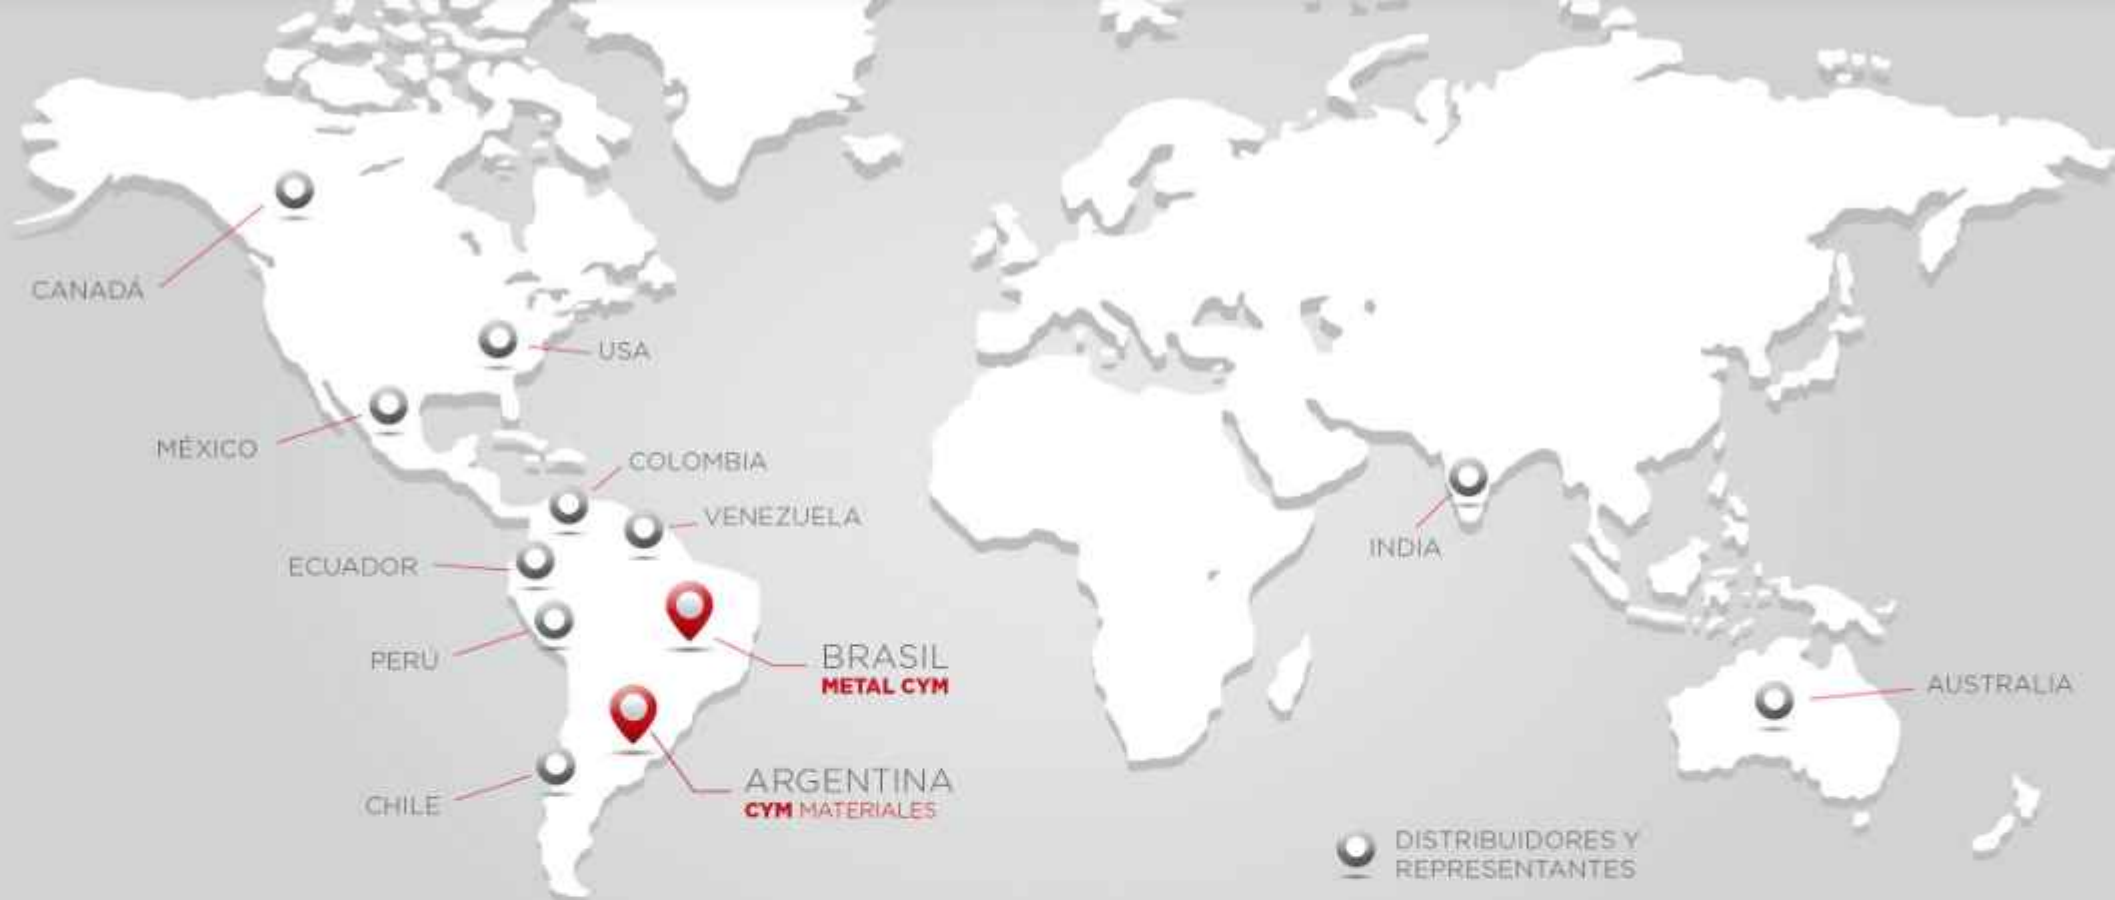 CANADÁ
USA
MÉXICO
COLOMBIA
VENEZUELA
ECUADOR
INDIA
PERÚ
BRASIL
METAL CYM
AUSTRALIA
ARGENTINA
CYM MATERIALES
CHILE
DISTRIBUIDORES Y
REPRESENTANTES